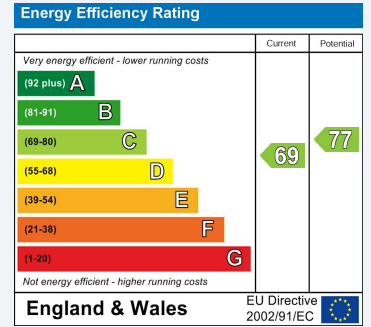 Energy Efficiency Rating
Current Potential
Very energy efficient - lower running costs
(92 plus) A
(81-91) B
(69-80) C
(55-68) D
(39-54) E
(21-38) F
(1-20) G
69 77
Not energy efficient - higher running costs
England & Wales
EU Directive
2002/91/EC